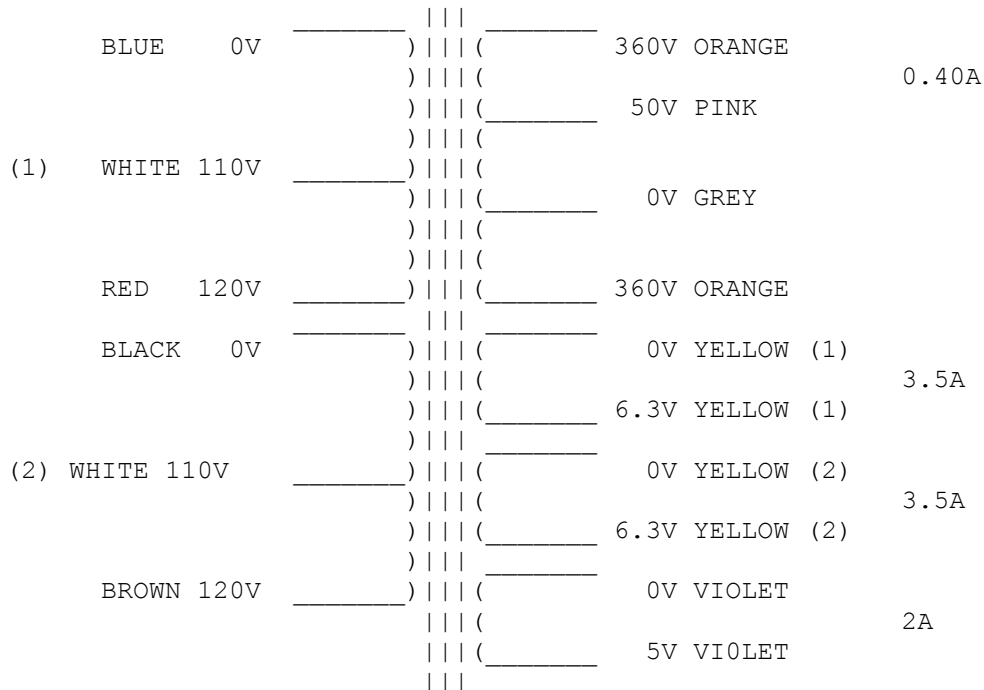 BLUE 0V 360V ORANGE
0.40A
50V PINK
(1) WHITE 110V
0V GREY
RED 120V 360V ORANGE
BLACK 0V 0V YELLOW (1)
3.5A
6.3V YELLOW (1)
(2) WHITE 110V 0V YELLOW (2)
3.5A
6.3V YELLOW (2)
BROWN 120V 0V VIOLET
2A
5V VI0LET